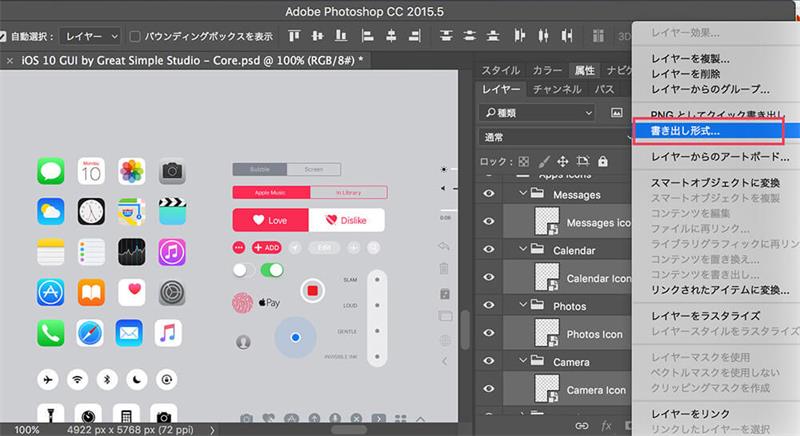 Adobe Photoshop CC 2015.5
自動選択：
レイヤー
バウンディングボックスを表示
3D
× iOS 10 GUI by Great Simple Studio - Core.psd @ 100% (RGB/8#) *
スタイル
カラー
属性
ナビゲ
レイヤー
チャンネル
パス
種類
通常
ロック：
Apps Icons
Messages
Messages icon
Calendar
Calendar Icon
Photos
Photos Icon
Camera
Camera Icon
fx
レイヤー効果...
レイヤーを複製...
レイヤーを削除
レイヤーからのグループ...
PNG としてクイック書き出し
書き出し形式...
レイヤーからのアートボード...
スマートオブジェクトに変換
スマートオブジェクトを複製
コンテンツを編集
ファイルに再リンク...
ライブラリグラフィックに再リン
コンテンツを書き換え...
コンテンツを書き出し...
リンクされたアイテムに変換...
レイヤーをラスタライズ
レイヤースタイルをラスタライズ
レイヤーマスクを使用
ベクトルマスクを使用しない
クリッピングマスクを作成
レイヤーをリンク
リンクしたレイヤーを選択
Monday
10
Bubble
Screen
Apple Music
In Library
Love
Dislike
+ ADD
Edit
0:06
Pay
SLAM
LOUD
GENTLE
INVISIBLE INK
100%
4922 px x 5768 px (72 ppi)